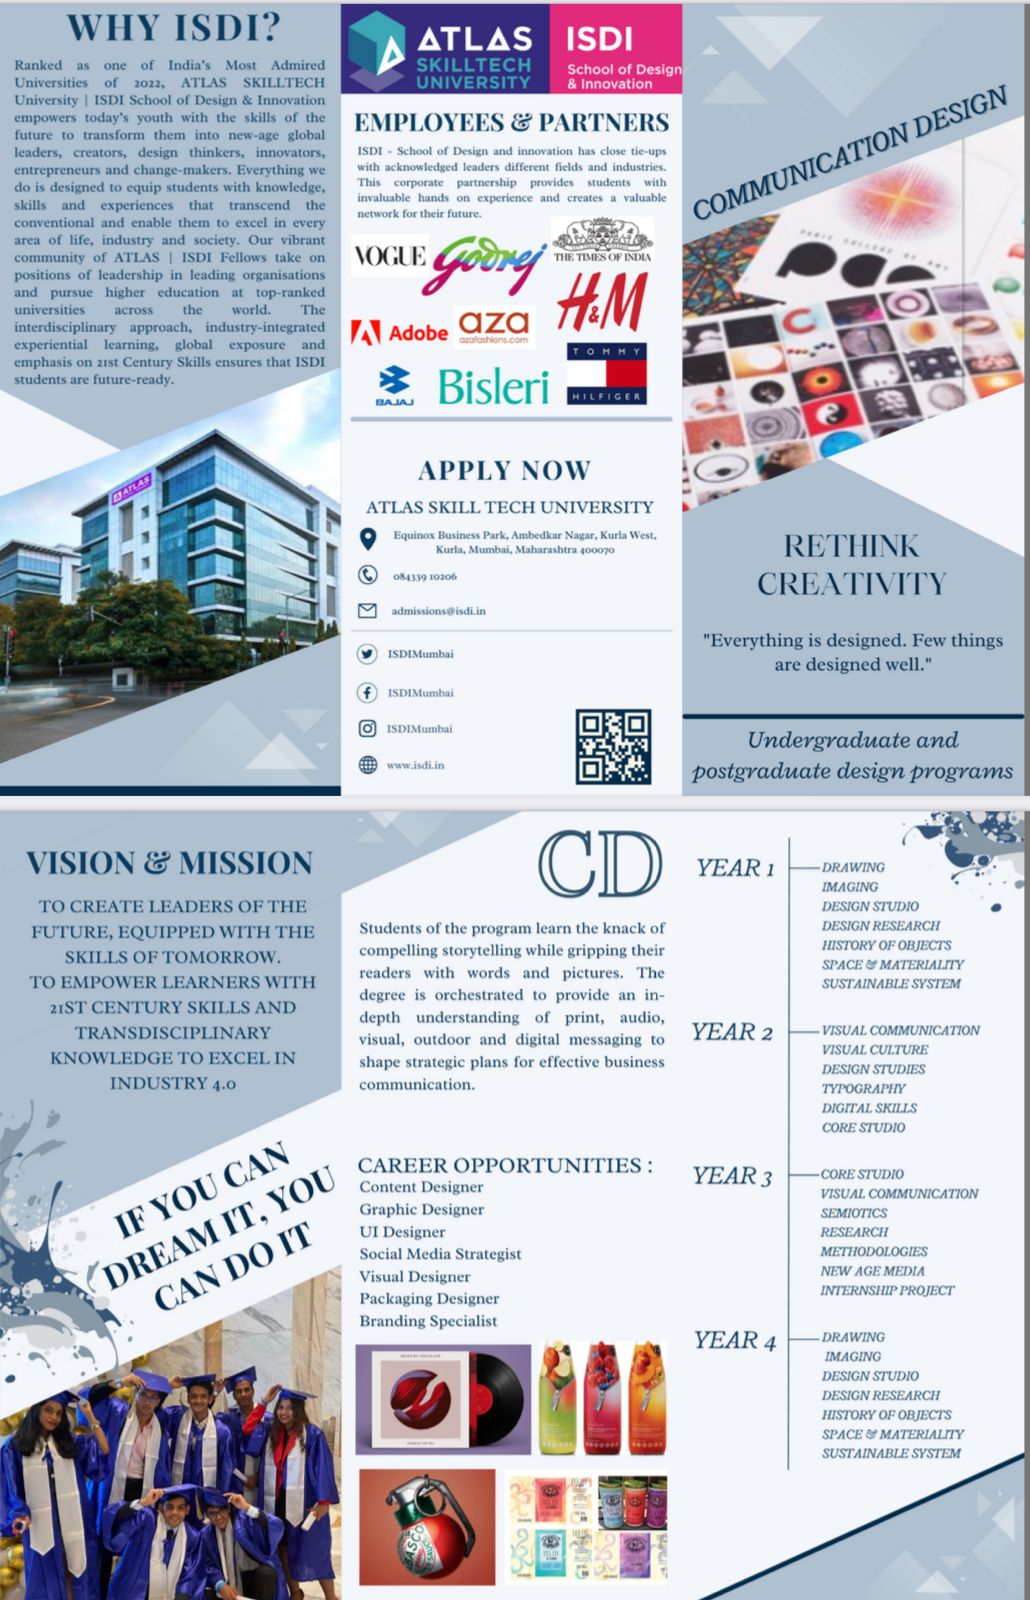 WHY ISDI?
Ranked as one of India's Most Admired
Universities of 2022, ATLAS SKILLTECH
University | ISDI School of Design & Innovation
empowers today's youth with the skills of the
future to transform them into new-age global
leaders, creators, design thinkers, innovators,
entrepreneurs and change-makers. Everything we
do is designed to equip students with knowledge,
skills and experiences that transcend the
conventional and enable them to excel in every
area of life, industry and society. Our vibrant
community of ATLAS | ISDI Fellows take on
positions of leadership in leading organisations
and pursue higher education at top-ranked
universities across the world. The
interdisciplinary approach, industry-integrated
experiential learning, global exposure and
emphasis on 21st Century Skills ensures that ISDI
students are future-ready.
ATLAS
ATLAS
SKILLTECH
UNIVERSITY
ISDI
School of Design
& Innovation
EMPLOYEES & PARTNERS
ISDI - School of Design and innovation has close tie-ups
with acknowledged leaders different fields and industries.
This corporate partnership provides students with
invaluable hands on experience and creates a valuable
network for their future.
VOGUE
Godrej
THE TIMES OF INDIA
Adobe
aza
azafashions.com
H&M
BAJAJ
Bisleri
TOMMY
HILFIGER
APPLY NOW
ATLAS SKILL TECH UNIVERSITY
Equinox Business Park, Ambedkar Nagar, Kurla West,
Kurla, Mumbai, Maharashtra 400070
084339 10206
admissions@isdi.in
ISDIMumbai
ISDIMumbai
ISDIMumbai
www.isdi.in
COMMUNICATION DESIGN
PARIS COLLEGE OF ART
RETHINK
CREATIVITY
"Everything is designed. Few things
are designed well."
Undergraduate and
postgraduate design programs
VISION & MISSION
TO CREATE LEADERS OF THE
FUTURE, EQUIPPED WITH THE
SKILLS OF TOMORROW.
TO EMPOWER LEARNERS WITH
21ST CENTURY SKILLS AND
TRANSDISCIPLINARY
KNOWLEDGE TO EXCEL IN
INDUSTRY 4.0
IF YOU CAN
DREAM IT, YOU
CAN DO IT
CD
Students of the program learn the knack of
compelling storytelling while gripping their
readers with words and pictures. The
degree is orchestrated to provide an in-
depth understanding of print, audio,
visual, outdoor and digital messaging to
shape strategic plans for effective business
communication.
CAREER OPPORTUNITIES :
Content Designer
Graphic Designer
UI Designer
Social Media Strategist
Visual Designer
Packaging Designer
Branding Specialist
YEAR 1
DRAWING
IMAGING
DESIGN STUDIO
DESIGN RESEARCH
HISTORY OF OBJECTS
SPACE & MATERIALITY
SUSTAINABLE SYSTEM
YEAR 2
VISUAL COMMUNICATION
VISUAL CULTURE
DESIGN STUDIES
TYPOGRAPHY
DIGITAL SKILLS
CORE STUDIO
YEAR 3
CORE STUDIO
VISUAL COMMUNICATION
SEMIOTICS
RESEARCH
METHODOLOGIES
NEW AGE MEDIA
INTERNSHIP PROJECT
YEAR 4
DRAWING
IMAGING
DESIGN STUDIO
DESIGN RESEARCH
HISTORY OF OBJECTS
SPACE & MATERIALITY
SUSTAINABLE SYSTEM